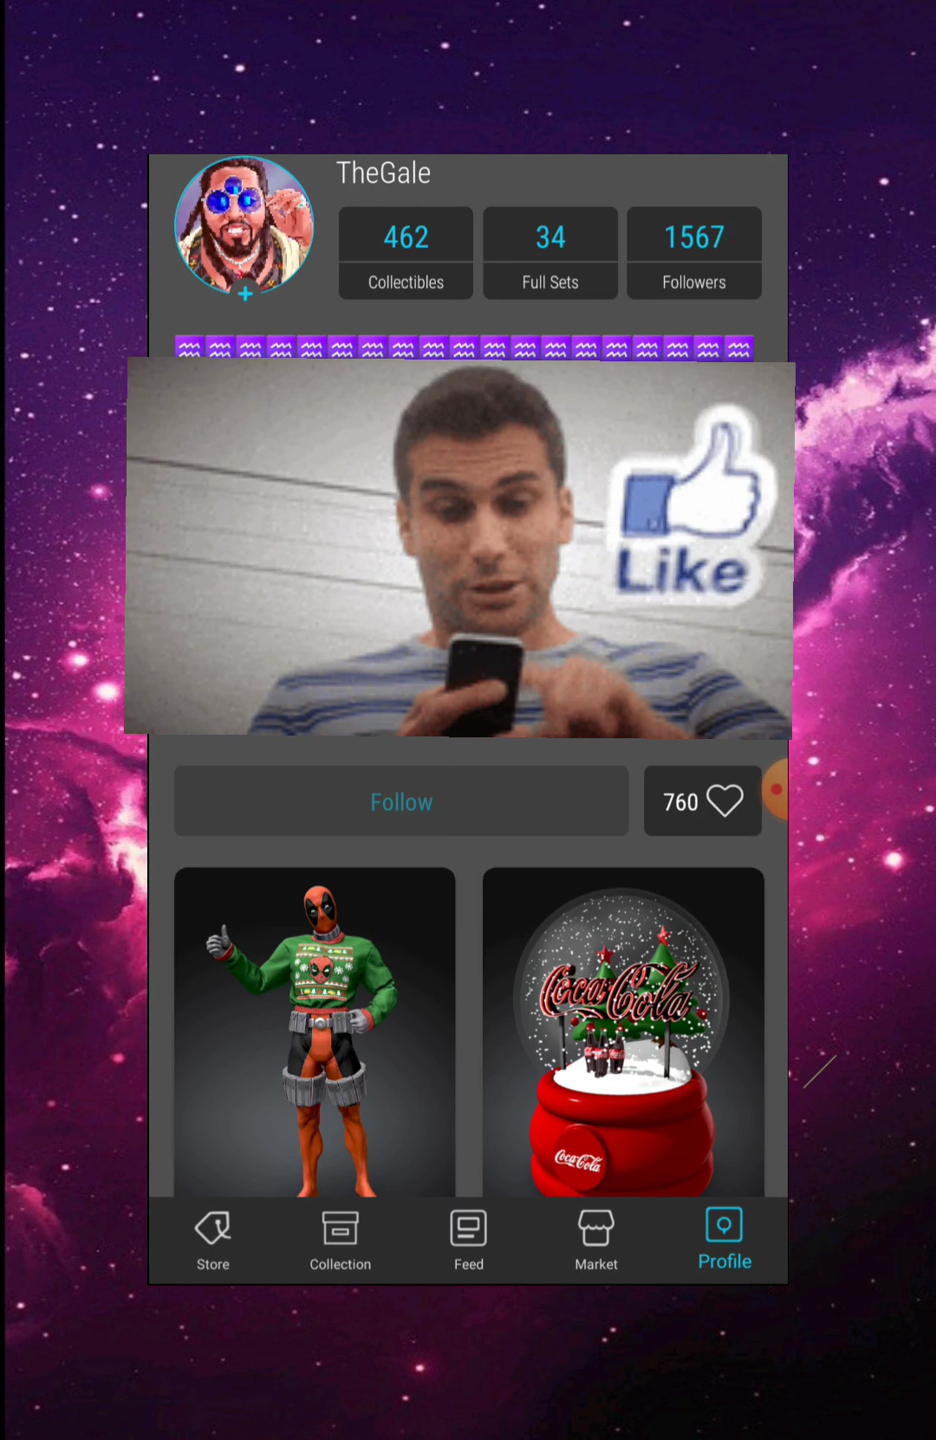 TheGale
462 34 1567
Collectibles Full Sets Followers
♒♒♒♒♒♒♒♒♒♒♒♒♒♒♒♒♒♒♒
Like
Follow 760
Coca-Cola
Coca-Cola
Store Collection Feed Market Profile